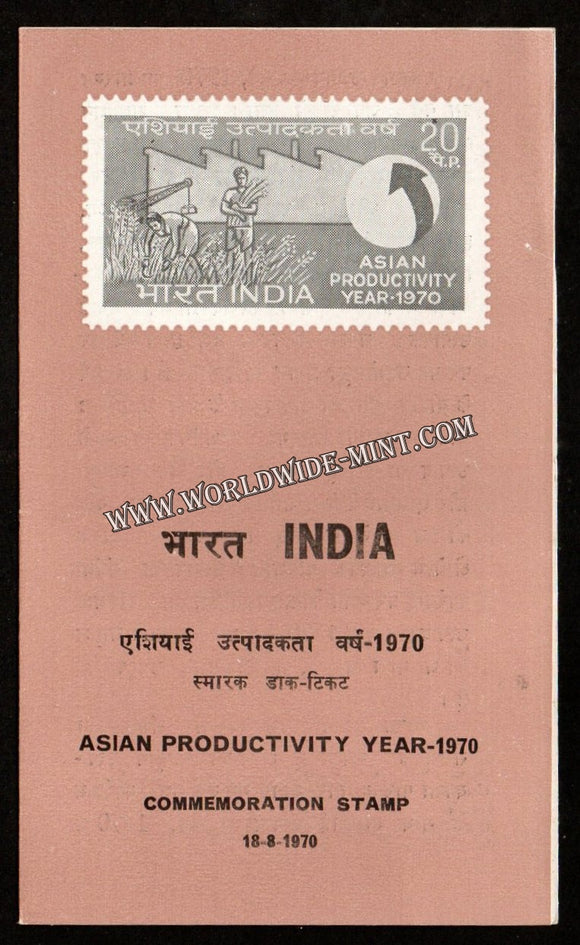 एशियाई उत्पादकता वर्ष 20
पै.P.
ASIAN
PRODUCTIVITY
YEAR-1970
भारत INDIA
WWW.WORLDWIDE-MINT.COM
भारत INDIA
एशियाई उत्पादकता वर्ष-1970
स्मारक डाक-टिकट
ASIAN PRODUCTIVITY YEAR-1970
COMMEMORATION STAMP
18-8-1970